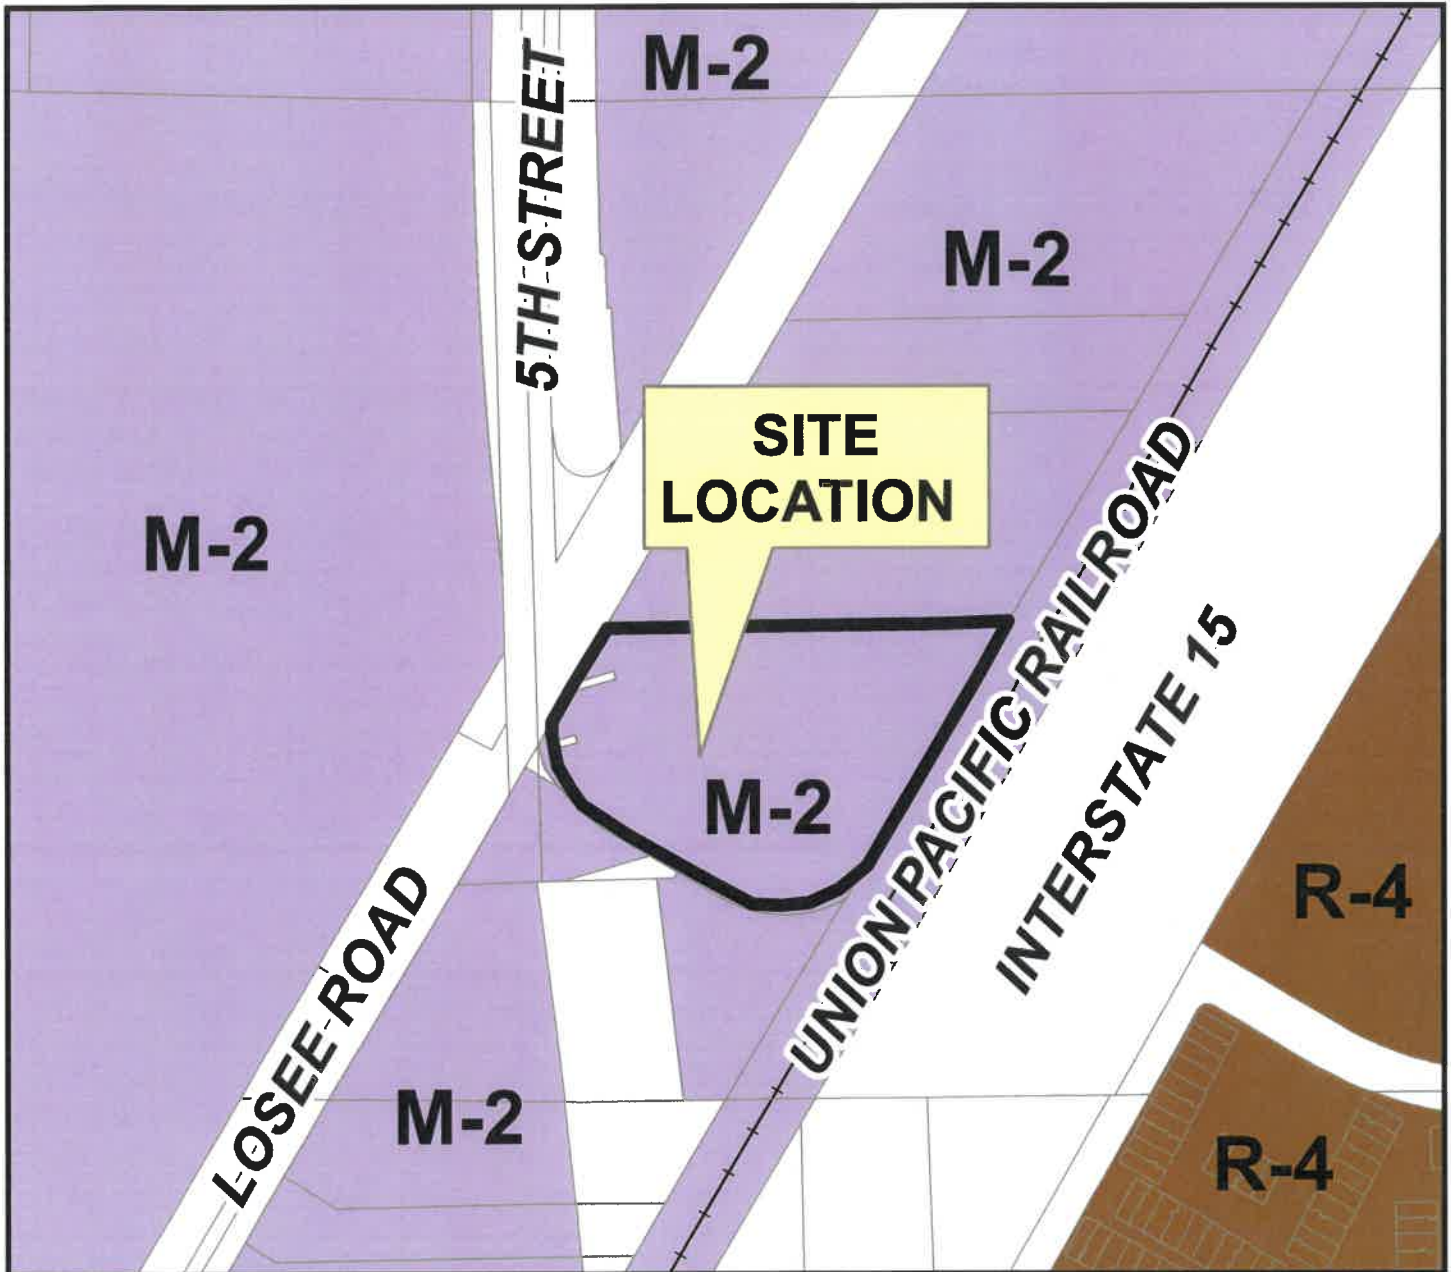 M-2
5TH STREET
M-2
SITE
LOCATION
M-2
UNION PACIFIC RAILROAD
INTERSTATE 15
M-2
R-4
LOSEE ROAD
M-2
R-4